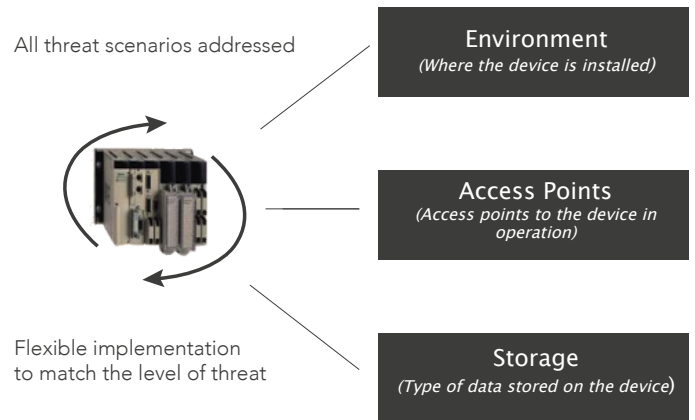 All threat scenarios addressed
Environment
(Where the device is installed)
Access Points
(Access points to the device in
operation)
Flexible implementation
to match the level of threat
Storage
(Type of data stored on the device)